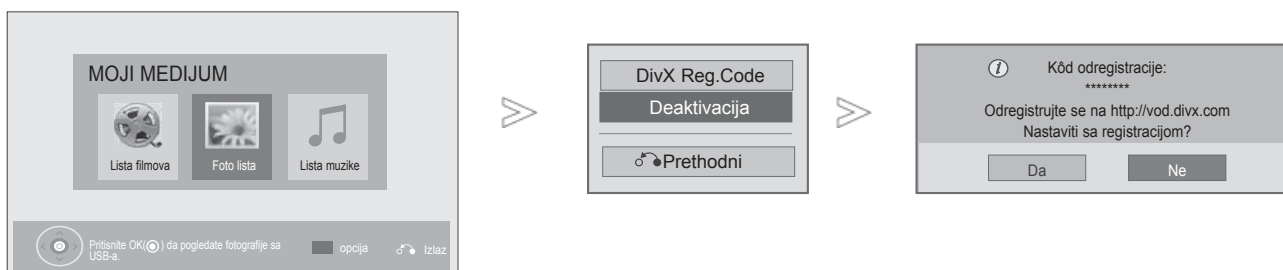 MOJI MEDIJUM
Lista filmova
Foto lista
Lista muzike
Pritisnite OK(◉) da pogledate fotografije sa
USB-a.
opcija
Izlaz
DivX Reg.Code
Deaktivacija
Prethodni
Kôd odregistracije:
********
Odregistrujte se na http://vod.divx.com
Nastaviti sa registracijom?
Da
Ne